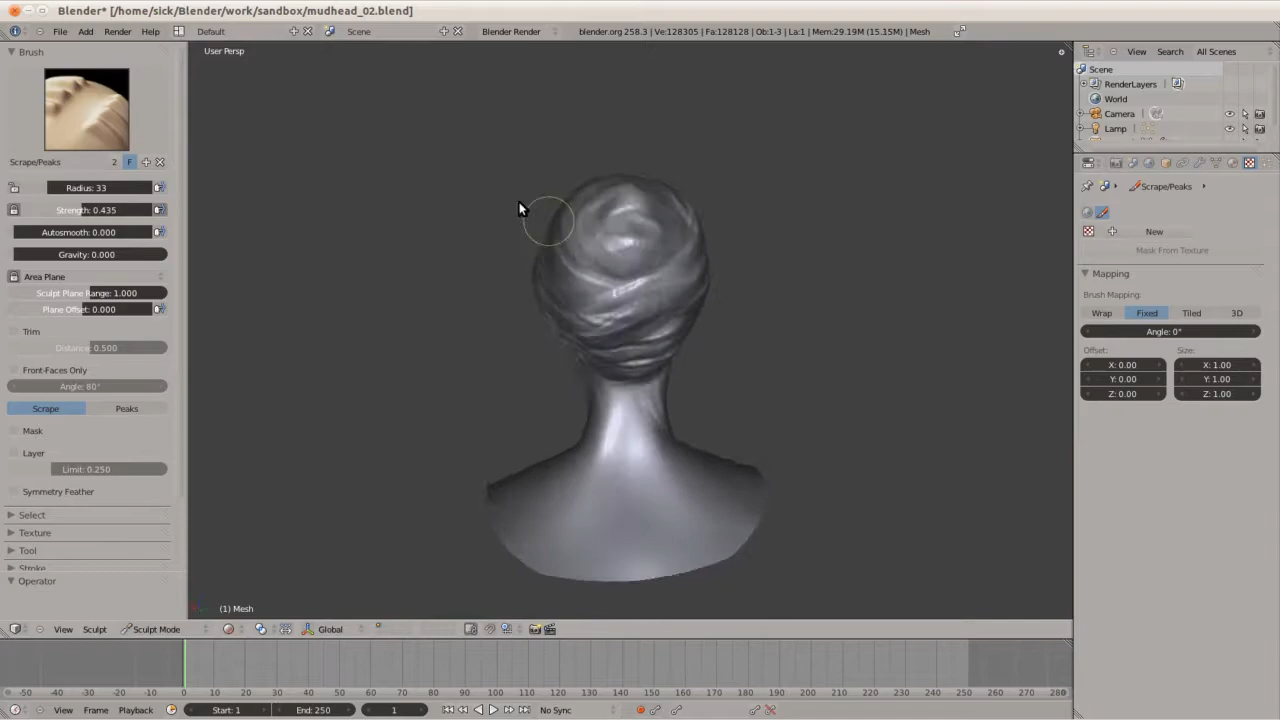 Blender* [/home/sick/Blender/work/sandbox/mudhead_02.blend]
File Add Render Help Default Scene Blender Render blender.org 258.3 | Ve:128305 | Fa:128128 | Ob:1-3 | La:1 | Mem:29.19M (15.15M) | Mesh
Brush
Scrape/Peaks 2 F
Radius: 33
Strength: 0.435
Autosmooth: 0.000
Gravity: 0.000
Area Plane
Sculpt Plane Range: 1.000
Plane Offset: 0.000
Trim
Distance: 0.500
Front-Faces Only
Angle: 80°
Scrape Peaks
Mask
Layer
Limit: 0.250
Symmetry Feather
Select
Texture
Tool
Stroke
Operator
User Persp
(1) Mesh
View Sculpt Sculpt Mode Global
View Search All Scenes
Scene
RenderLayers
World
Camera
Lamp
Scrape/Peaks
New
Mask From Texture
Mapping
Brush Mapping:
Wrap Fixed Tiled 3D
Angle: 0°
Offset: Size:
X: 0.00 X: 1.00
Y: 0.00 Y: 1.00
Z: 0.00 Z: 1.00
-50 -40 -30 -20 -10 0 10 20 30 40 50 60 70 80 90 100 110 120 130 140 150 160 170 180 190 200 210 220 230 240 250 260 270 280
View Frame Playback Start: 1 End: 250 1 No Sync